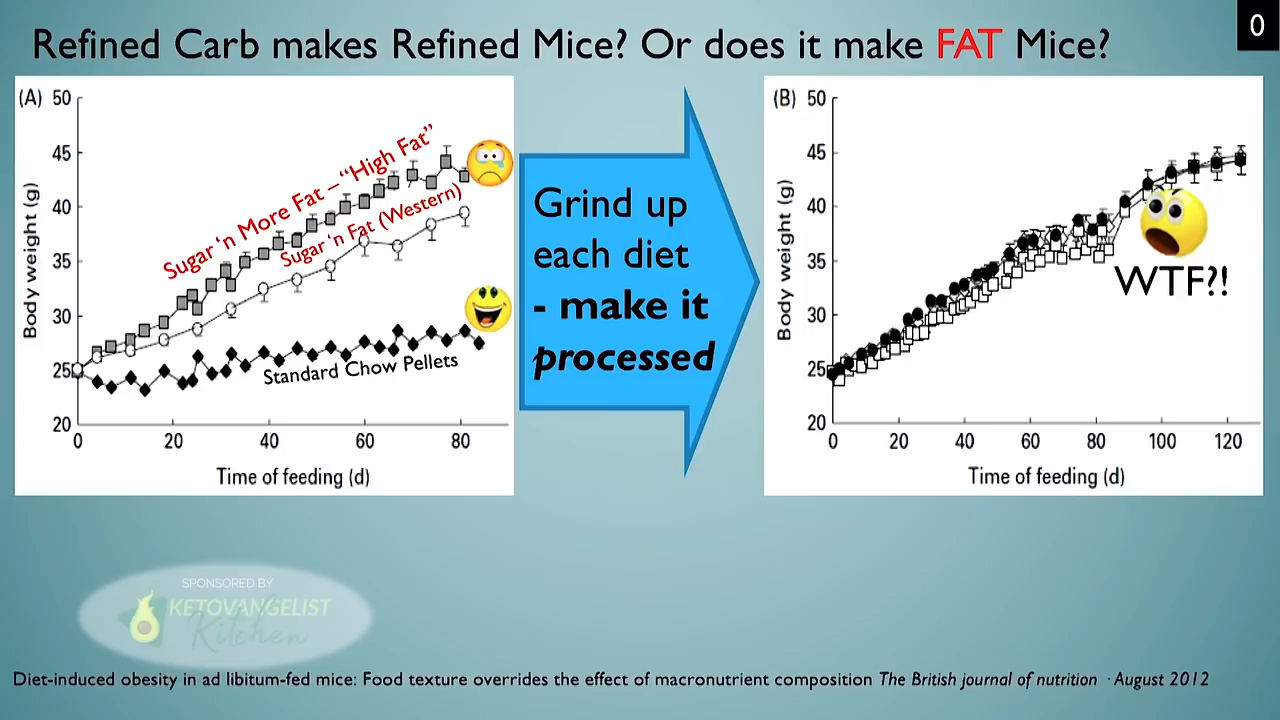 0
Refined Carb makes Refined Mice? Or does it make FAT Mice?
(A)
50
45
40
35
30
25
20
Body weight (g)
Sugar 'n More Fat – "High Fat"
Sugar 'n Fat (Western)
Standard Chow Pellets
0 20 40 60 80
Time of feeding (d)
Grind up
each diet
- make it
processed
(B)
50
45
40
35
30
25
20
Body weight (g)
WTF?!
0 20 40 60 80 100 120
Time of feeding (d)
SPONSORED BY
KETOVANGELIST
Kitchen
Diet-induced obesity in ad libitum-fed mice: Food texture overrides the effect of macronutrient composition The British journal of nutrition · August 2012